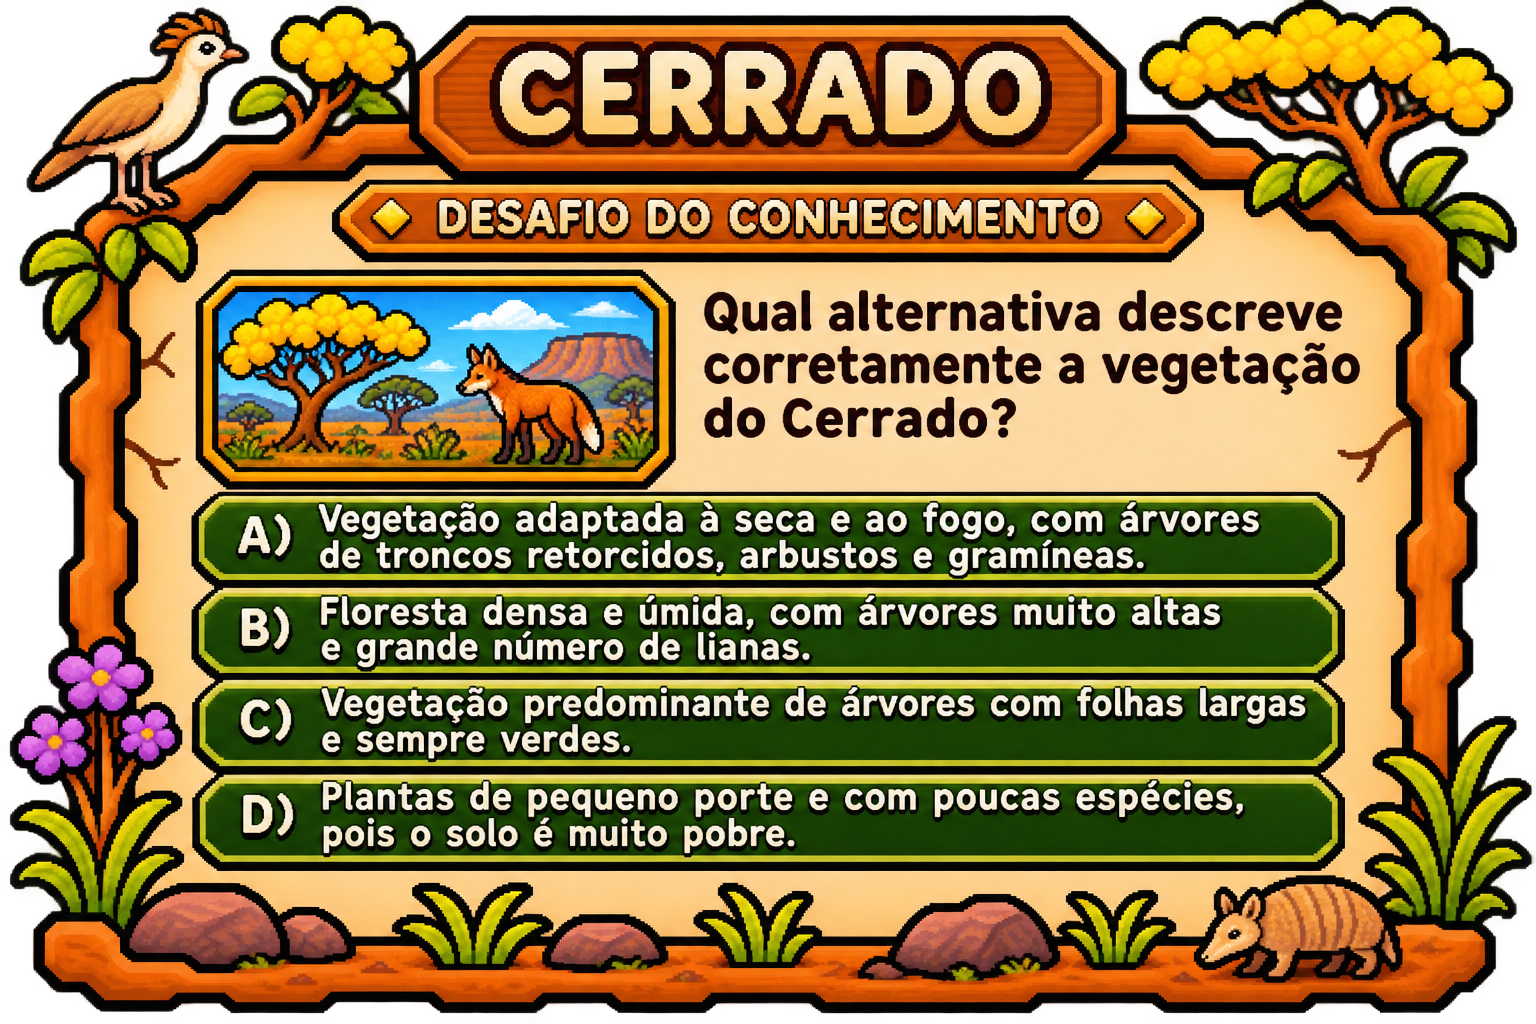 CERRADO
DESAFIO DO CONHECIMENTO
Qual alternativa descreve
corretamente a vegetação
do Cerrado?
A) Vegetação adaptada à seca e ao fogo, com árvores
de troncos retorcidos, arbustos e gramíneas.
B) Floresta densa e úmida, com árvores muito altas
e grande número de lianas.
C) Vegetação predominante de árvores com folhas largas
e sempre verdes.
D) Plantas de pequeno porte e com poucas espécies,
pois o solo é muito pobre.